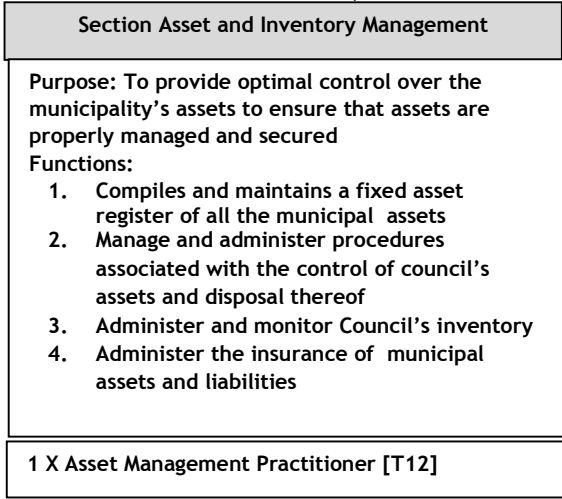 Section Asset and Inventory Management
Purpose: To provide optimal control over the
municipality’s assets to ensure that assets are
properly managed and secured
Functions:
1. Compiles and maintains a fixed asset
register of all the municipal assets
2. Manage and administer procedures
associated with the control of council’s
assets and disposal thereof
3. Administer and monitor Council’s inventory
4. Administer the insurance of municipal
assets and liabilities
1 X Asset Management Practitioner [T12]